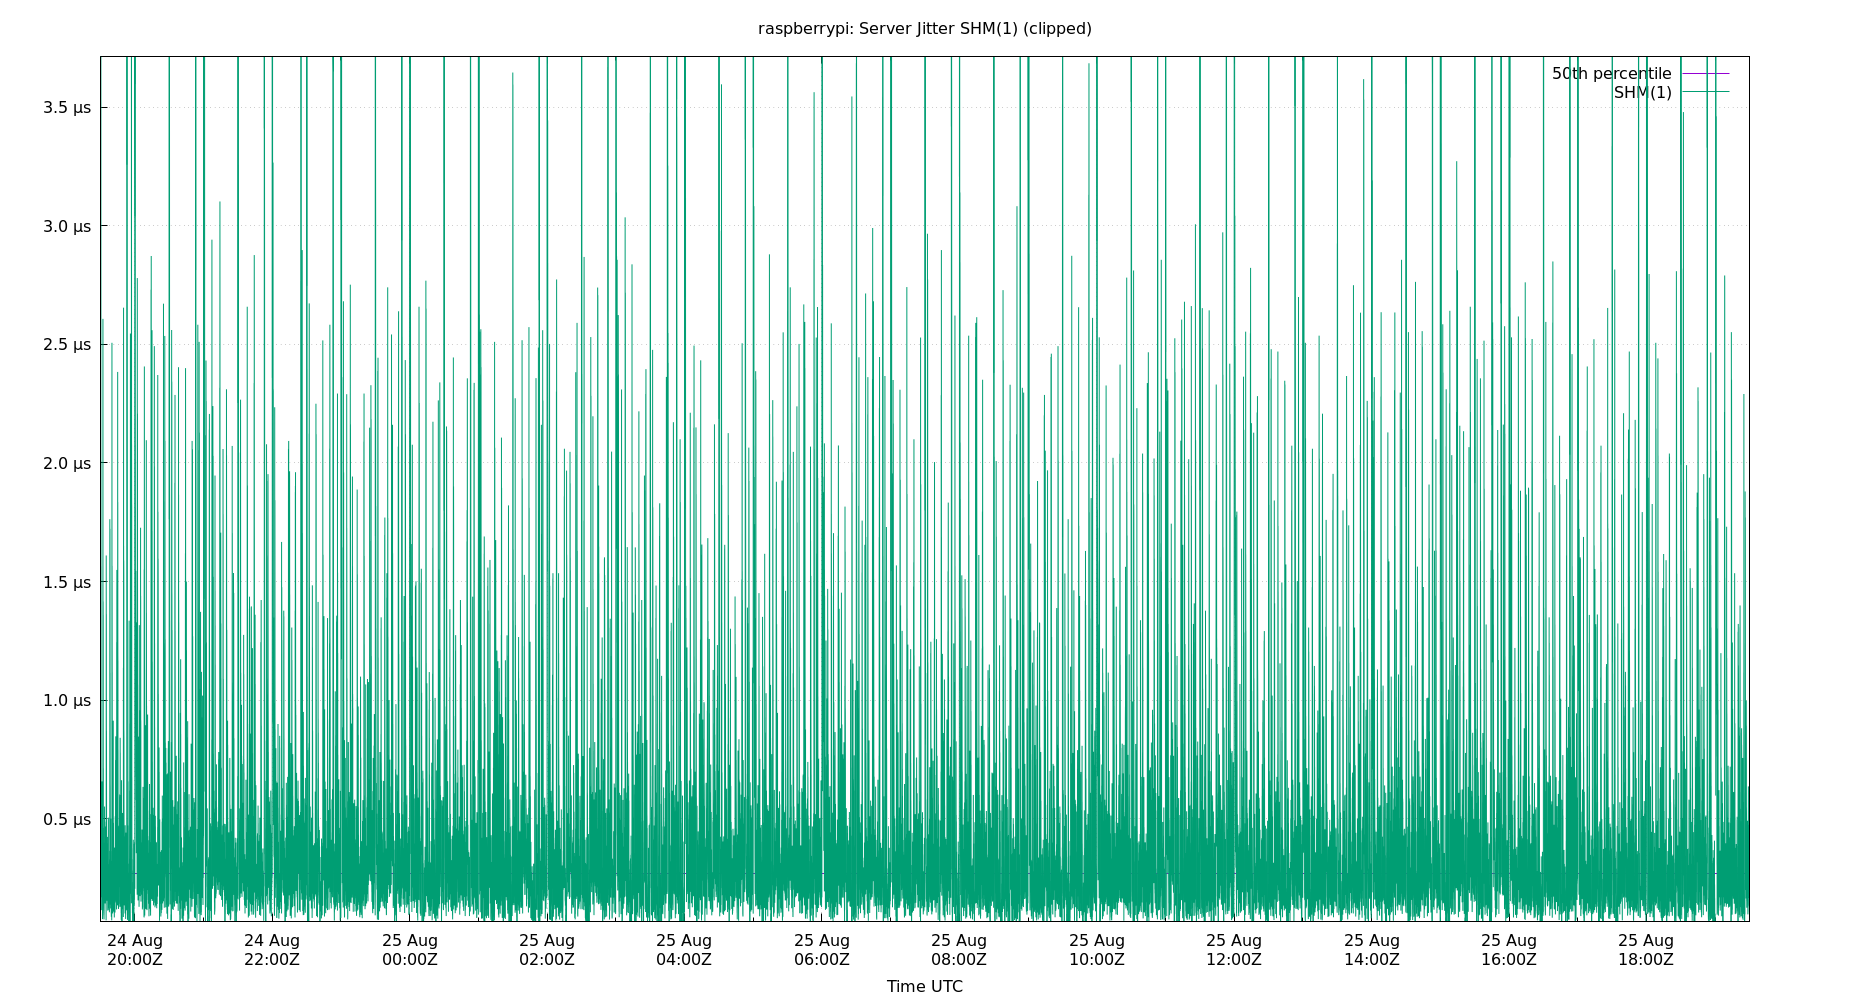 raspberrypi: Server Jitter SHM(1) (clipped)
50th percentile
SHM(1)
3.5 µs
3.0 µs
2.5 µs
2.0 µs
1.5 µs
1.0 µs
0.5 µs
24 Aug 24 Aug 25 Aug 25 Aug 25 Aug 25 Aug 25 Aug 25 Aug 25 Aug 25 Aug 25 Aug 25 Aug
20:00Z 22:00Z 00:00Z 02:00Z 04:00Z 06:00Z 08:00Z 10:00Z 12:00Z 14:00Z 16:00Z 18:00Z
Time UTC